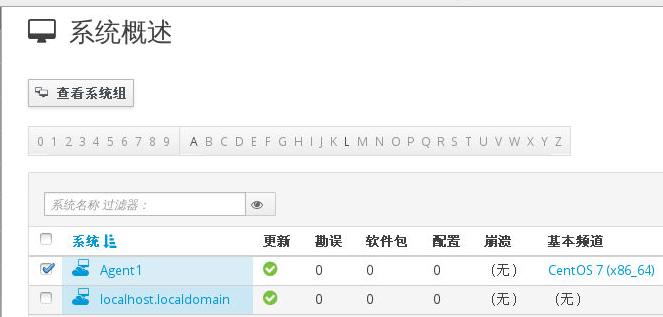 系统概述
查看系统组
0 1 2 3 4 5 6 7 8 9 A B C D E F G H I J K L M N O P Q R S T U V W X Y Z
系统名称 过滤器：
系统 更新 勘误 软件包 配置 崩溃 基本频道
Agent1 0 0 0 （无） CentOS 7 (x86_64)
localhost.localdomain 0 0 0 （无） （无）